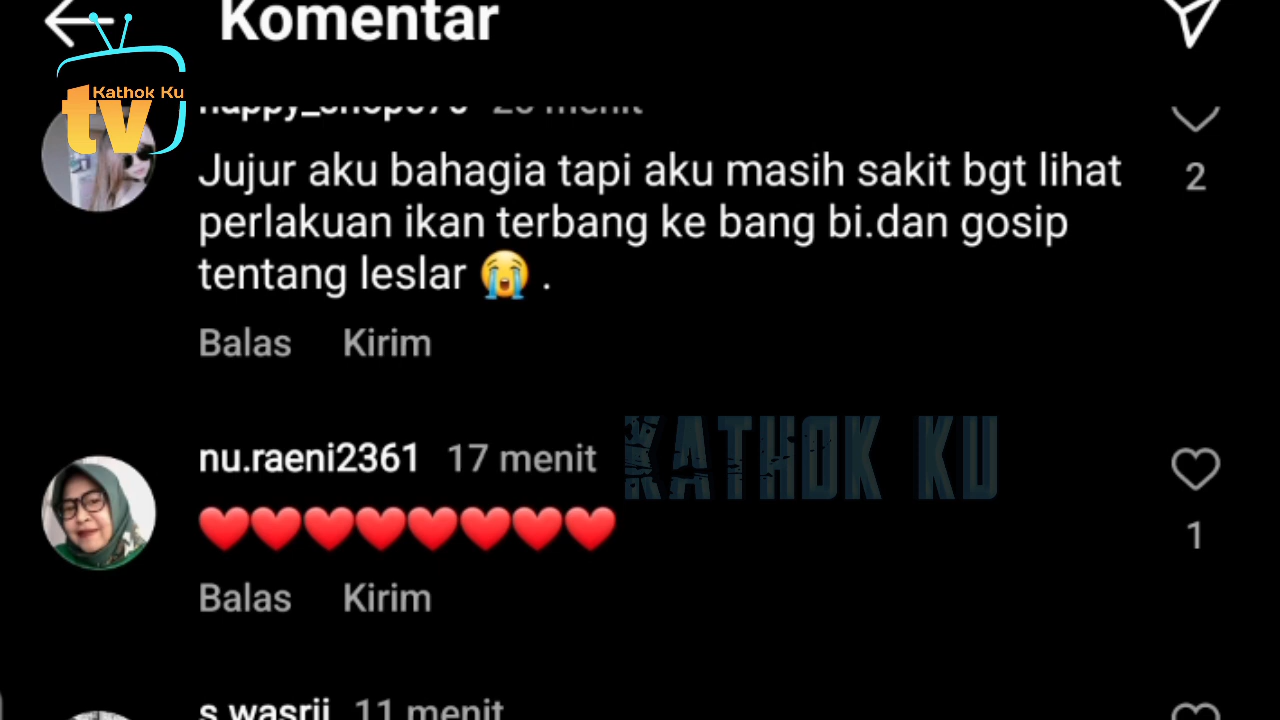 Komentar
Kathok Ku
tv
Jujur aku bahagia tapi aku masih sakit bgt lihat
2
perlakuan ikan terbang ke bang bi.dan gosip
tentang leslar 😭 .
Balas Kirim
nu.raeni2361 17 menit
KATHOK KU
❤️❤️❤️❤️❤️❤️❤️❤️
1
Balas Kirim
s wasrii 11 menit